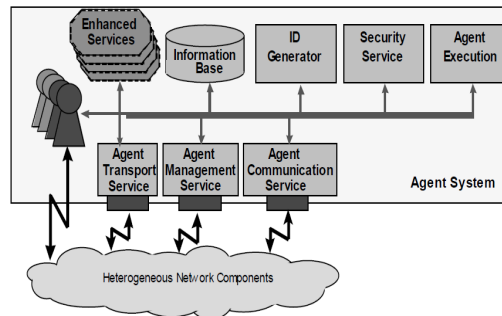 Enhanced
Services
Information
Base
ID
Generator
Security
Service
Agent
Execution
Agent
Transport
Service
Agent
Management
Service
Agent
Communication
Service
Agent System
Heterogeneous Network Components